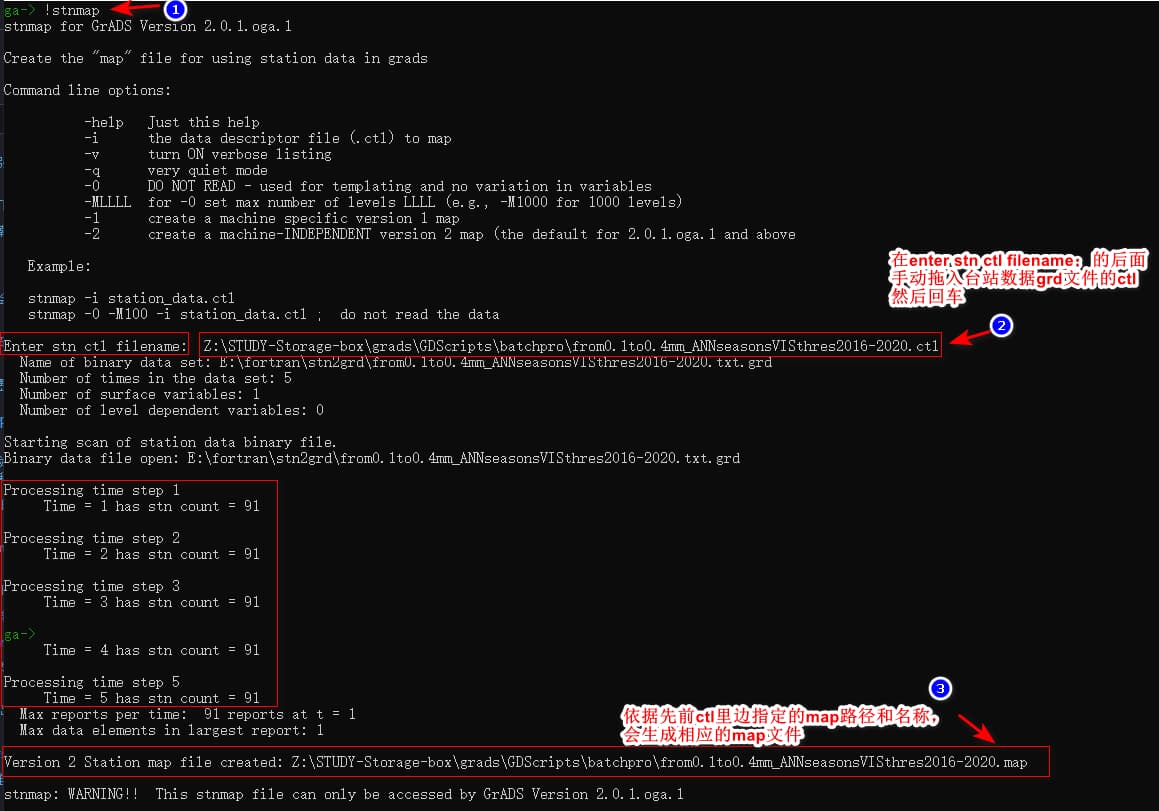 ga-> !stnmap
1
stnmap for GrADS Version 2.0.1.oga.1
Create the "map" file for using station data in grads
Command line options:
-help   Just this help
-i      the data descriptor file (.ctl) to map
-v      turn ON verbose listing
-q      very quiet mode
-0      DO NOT READ - used for templating and no variation in variables
-MLLLL  for -0 set max number of levels LLLL (e.g., -M1000 for 1000 levels)
-1      create a machine specific version 1 map
-2      create a machine-INDEPENDENT version 2 map (the default for 2.0.1.oga.1 and above
Example:
stnmap -i station_data.ctl
stnmap -0 -M100 -i station_data.ctl ;  do not read the data
在enter stn ctl filename：的后面
手动拖入台站数据grd文件的ctl
然后回车
2
Enter stn ctl filename:  Z:\STUDY-Storage-box\grads\GDScripts\batchpro\from0.1to0.4mm_ANNseasonsVISthres2016-2020.ctl
Name of binary data set: E:\fortran\stn2grd\from0.1to0.4mm_ANNseasonsVISthres2016-2020.txt.grd
Number of times in the data set: 5
Number of surface variables: 1
Number of level dependent variables: 0
Starting scan of station data binary file.
Binary data file open: E:\fortran\stn2grd\from0.1to0.4mm_ANNseasonsVISthres2016-2020.txt.grd
Processing time step 1
Time = 1 has stn count = 91
Processing time step 2
Time = 2 has stn count = 91
Processing time step 3
Time = 3 has stn count = 91
ga->
Time = 4 has stn count = 91
Processing time step 5
Time = 5 has stn count = 91
Max reports per time:  91 reports at t = 1
Max data elements in largest report: 1
3
依据先前ctl里边指定的map路径和名称，
会生成相应的map文件
Version 2 Station map file created: Z:\STUDY-Storage-box\grads\GDScripts\batchpro\from0.1to0.4mm_ANNseasonsVISthres2016-2020.map
stnmap: WARNING!!  This stnmap file can only be accessed by GrADS Version 2.0.1.oga.1